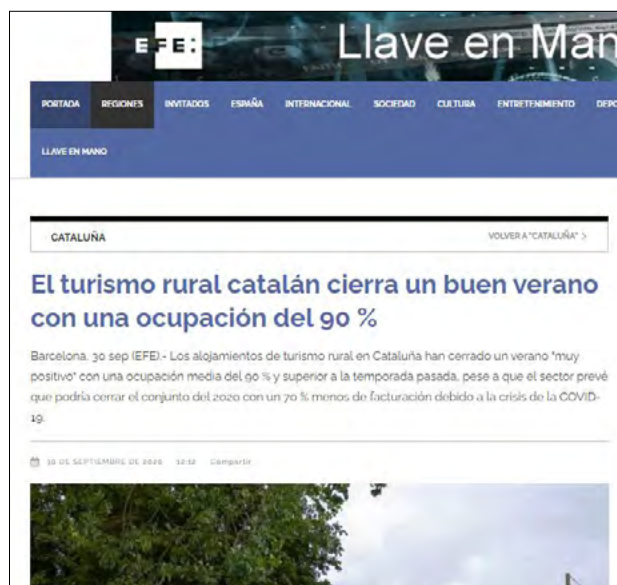 EFE:
Llave en Man
PORTADA REGIONES INVITADOS ESPAÑA INTERNACIONAL SOCIEDAD CULTURA ENTRETENIMIENTO DEPO
LLAVE EN MANO
CATALUÑA VOLVER A "CATALUÑA" >
El turismo rural catalán cierra un buen verano
con una ocupación del 90 %
Barcelona, 30 sep (EFE).- Los alojamientos de turismo rural en Cataluña han cerrado un verano "muy
positivo" con una ocupación media del 90 % y superior a la temporada pasada, pese a que el sector prevé
que podría cerrar el conjunto del 2020 con un 70 % menos de facturación debido a la crisis de la COVID-
19.
30 DE SEPTIEMBRE DE 2020 12:12 Compartir